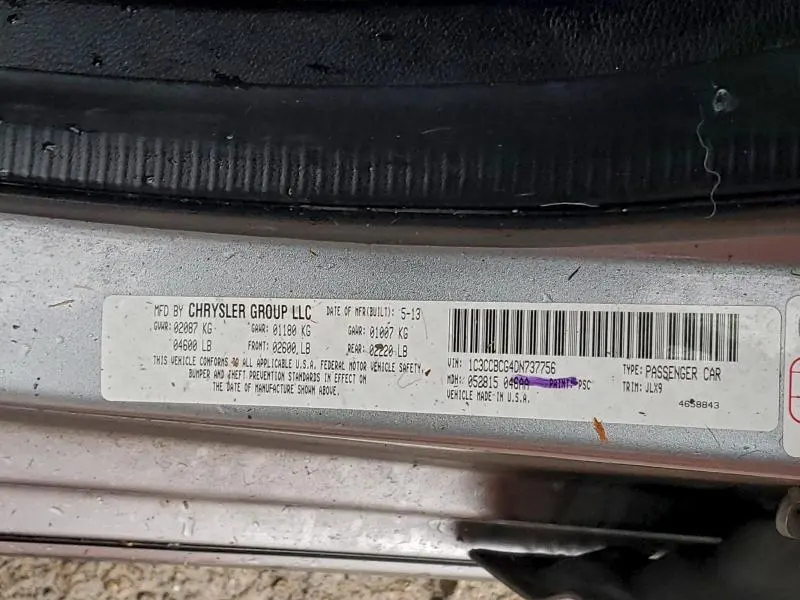 MFD BY CHRYSLER GROUP LLC DATE OF MFR(BUILT): 5-13
GVWR: 02087 KG GAWR: 01180 KG GAWR: 01007 KG
04600 LB FRONT: 02600 LB REAR: 02220 LB
THIS VEHICLE CONFORMS TO ALL APPLICABLE U.S.A. FEDERAL MOTOR VEHICLE SAFETY,
BUMPER AND THEFT PREVENTION STANDARDS IN EFFECT ON
THE DATE OF MANUFACTURE SHOWN ABOVE.
VIN: 1C3CCBCG4DN737756 TYPE: PASSENGER CAR
MDH: 052815 048AA PAINT: PSC TRIM: JLX9
VEHICLE MADE IN U.S.A. 4658843